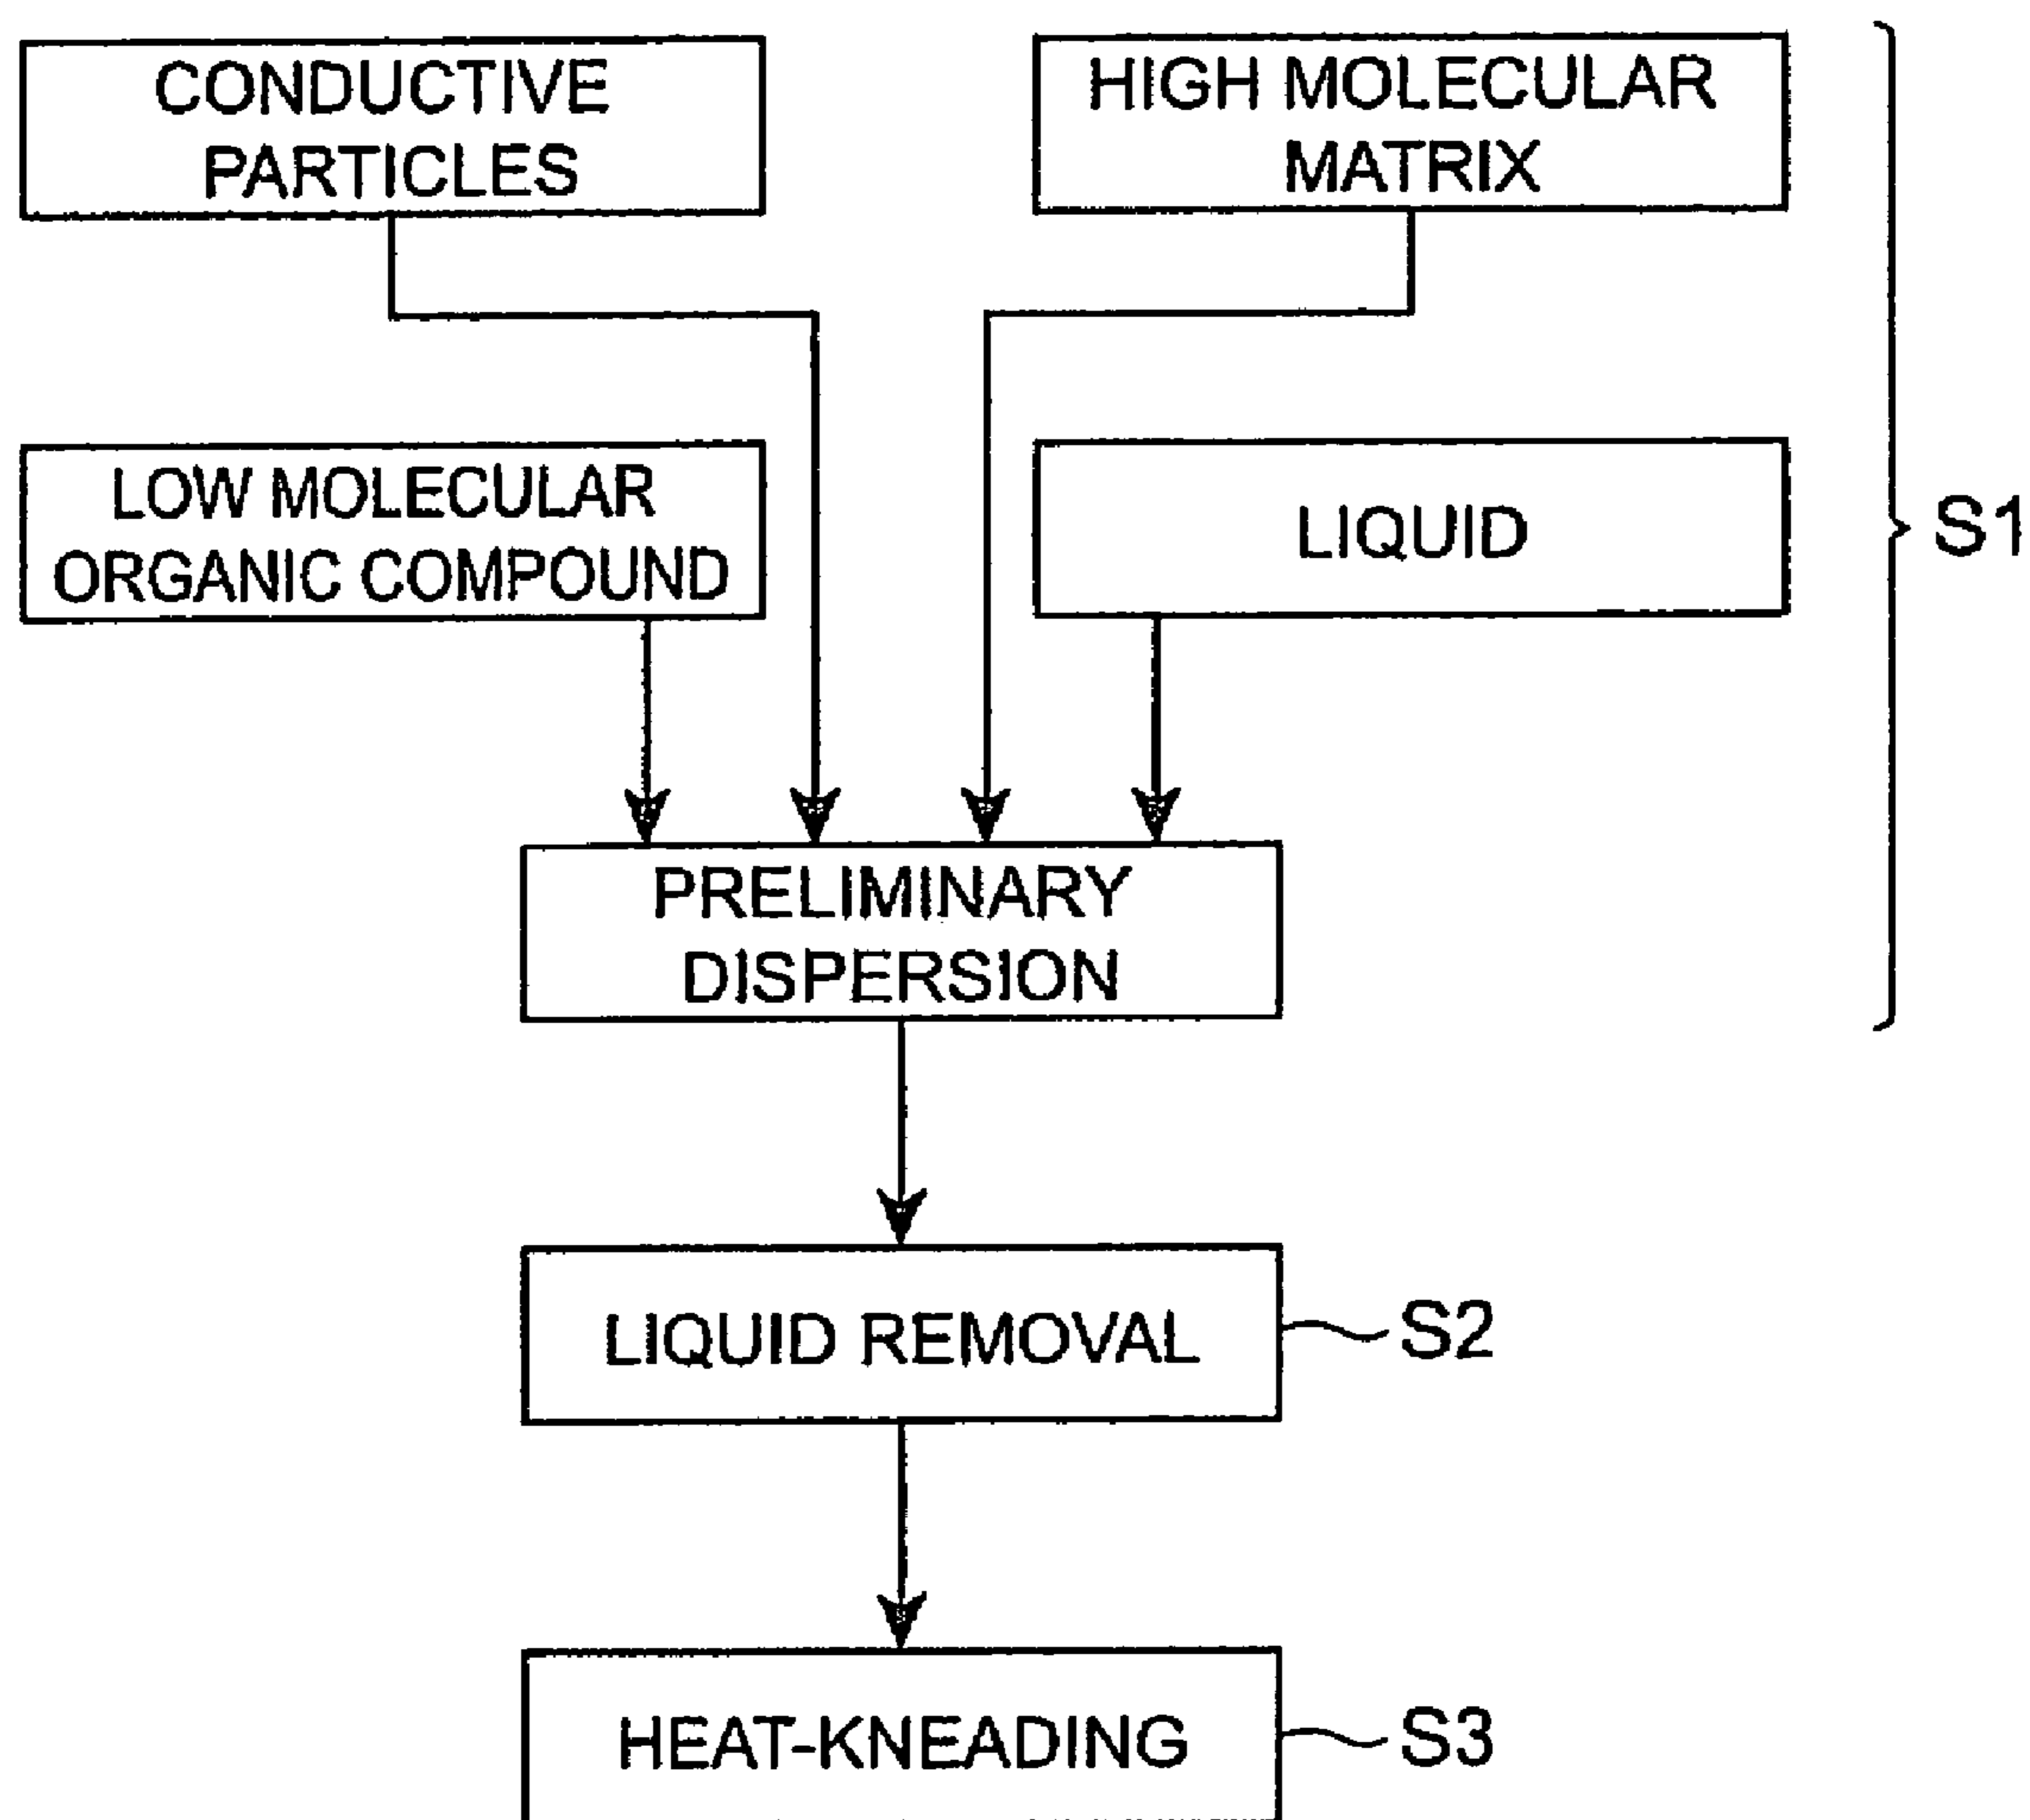 CONDUCTIVE
PARTICLES
HIGH MOLECULAR
MATRIX
LOW MOLECULAR
ORGANIC COMPOUND
LIQUID
S1
PRELIMINARY
DISPERSION
LIQUID REMOVAL
S2
HEAT-KNEADING
S3